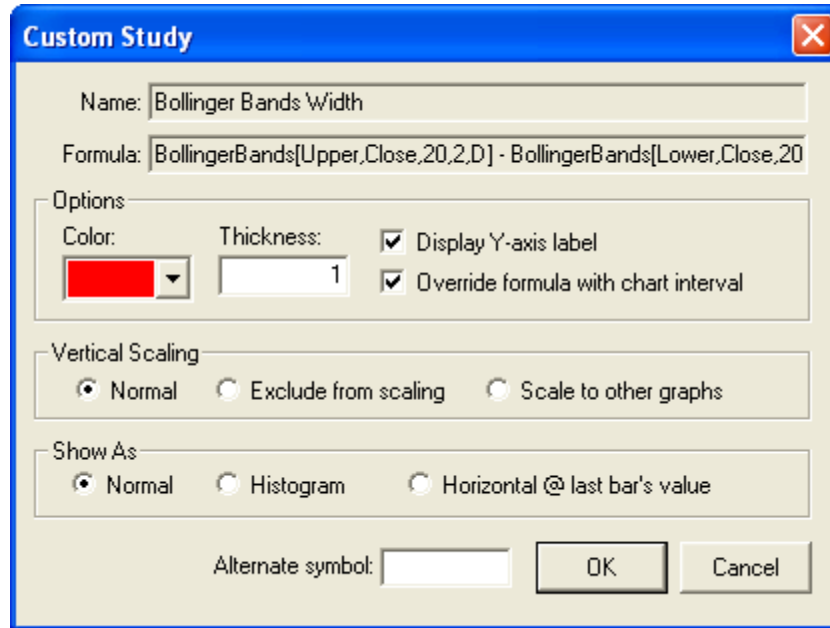 Custom Study
Name: Bollinger Bands Width
Formula: BollingerBands[Upper,Close,20,2,D] - BollingerBands[Lower,Close,20
Options
Color: Thickness: Display Y-axis label
1 Override formula with chart interval
Vertical Scaling
Normal Exclude from scaling Scale to other graphs
Show As
Normal Histogram Horizontal @ last bar's value
Alternate symbol: OK Cancel